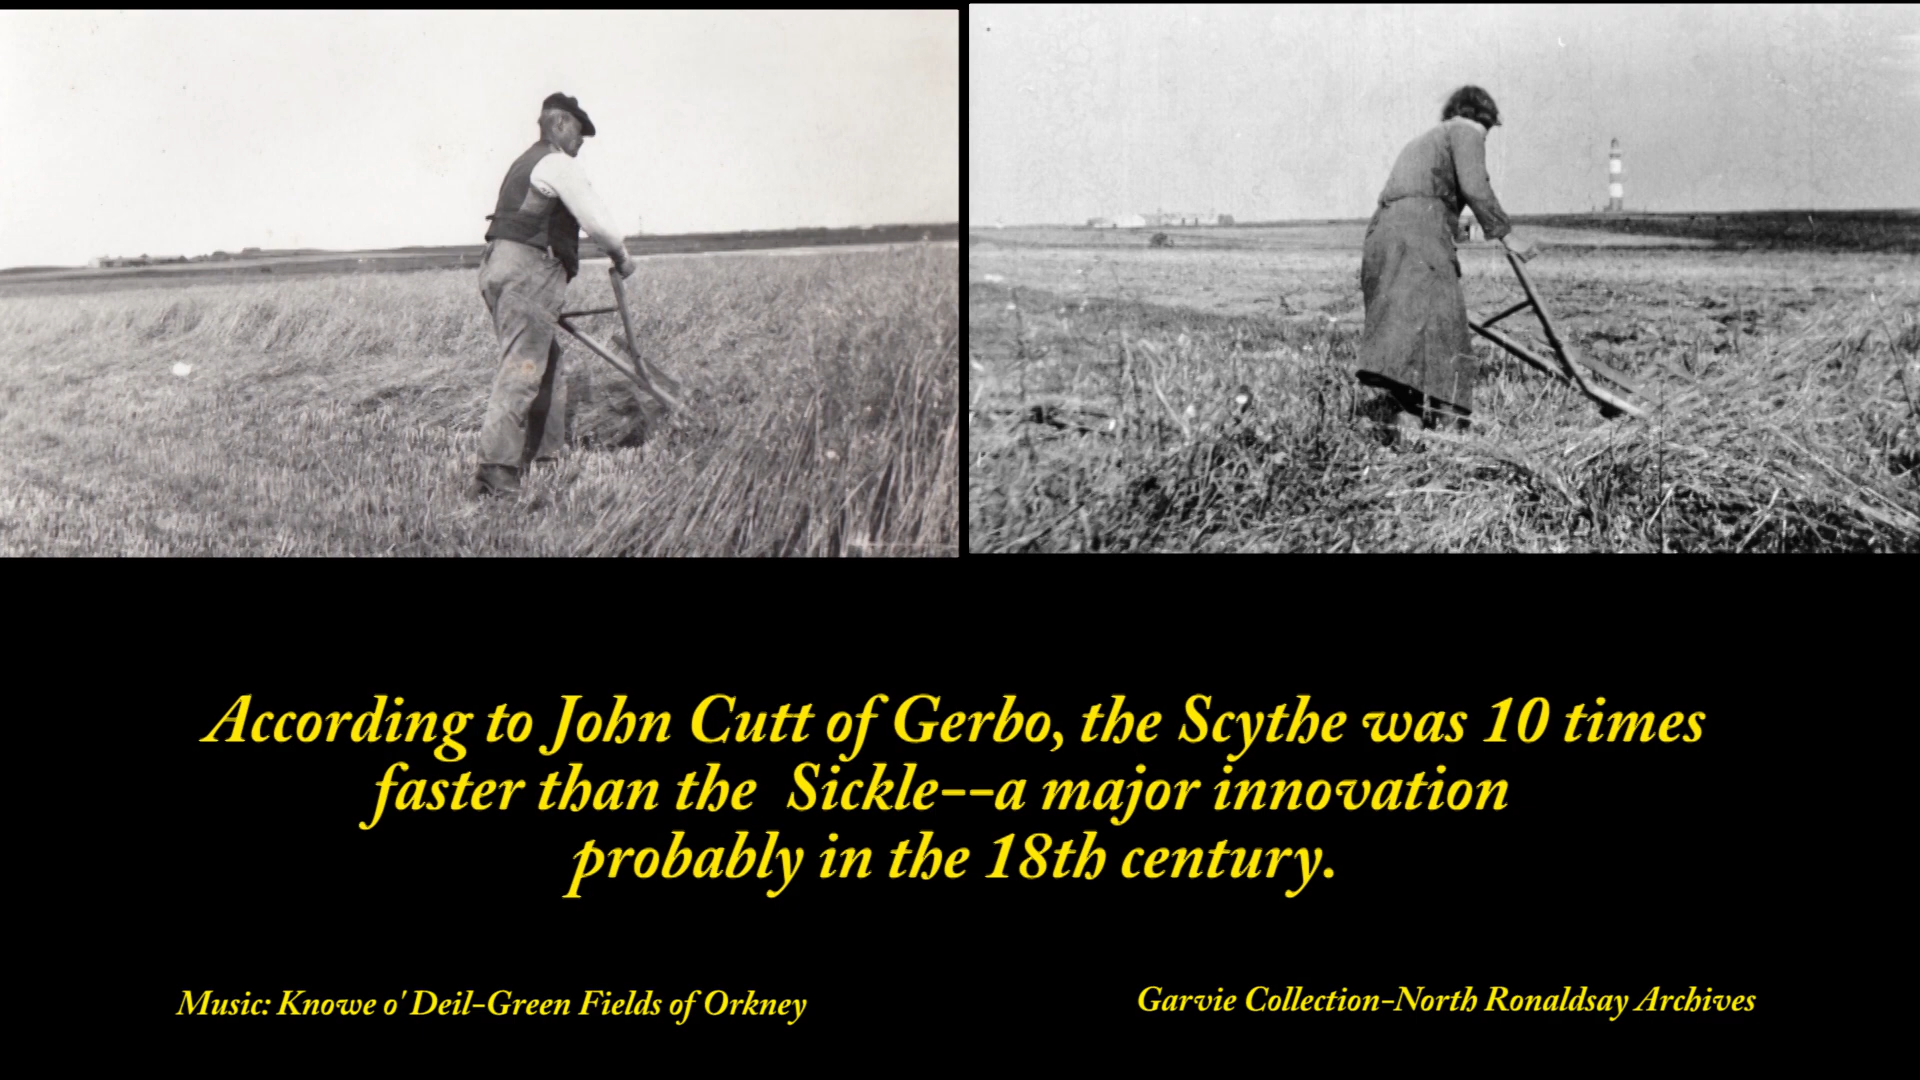 According to John Cutt of Gerbo, the Scythe was 10 times
faster than the Sickle--a major innovation
probably in the 18th century.
Music: Knowe o' Deil-Green Fields of Orkney
Garvie Collection-North Ronaldsay Archives